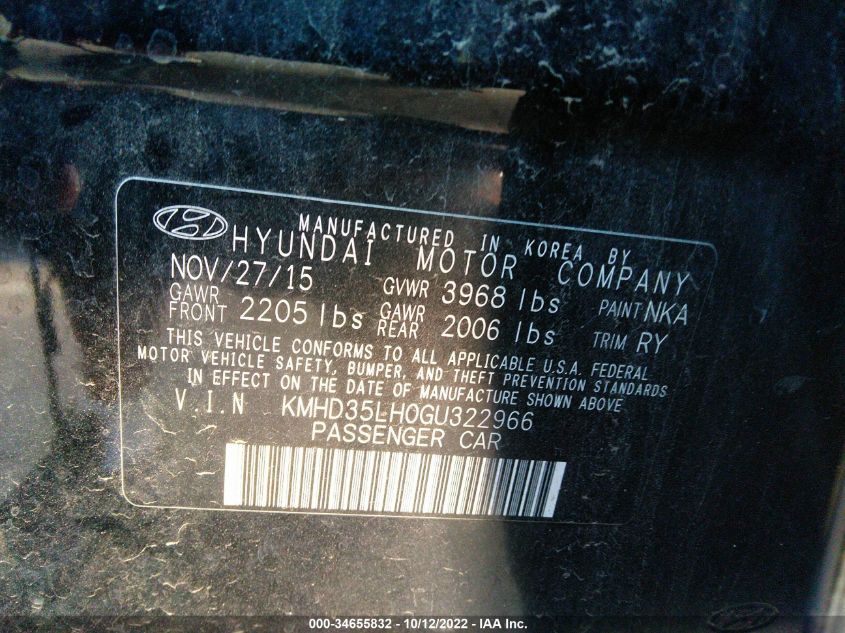 MANUFACTURED IN KOREA BY
HYUNDAI MOTOR COMPANY
NOV/27/15 GVWR 3968 lbs PAINT NKA
GAWR FRONT 2205 lbs GAWR REAR 2006 lbs TRIM RY
THIS VEHICLE CONFORMS TO ALL APPLICABLE U.S.A. FEDERAL
MOTOR VEHICLE SAFETY, BUMPER, AND THEFT PREVENTION STANDARDS
IN EFFECT ON THE DATE OF MANUFACTURE SHOWN ABOVE
V.I.N KMHD35LH0GU322966
PASSENGER CAR
000-34655832 - 10/12/2022 - IAA Inc.